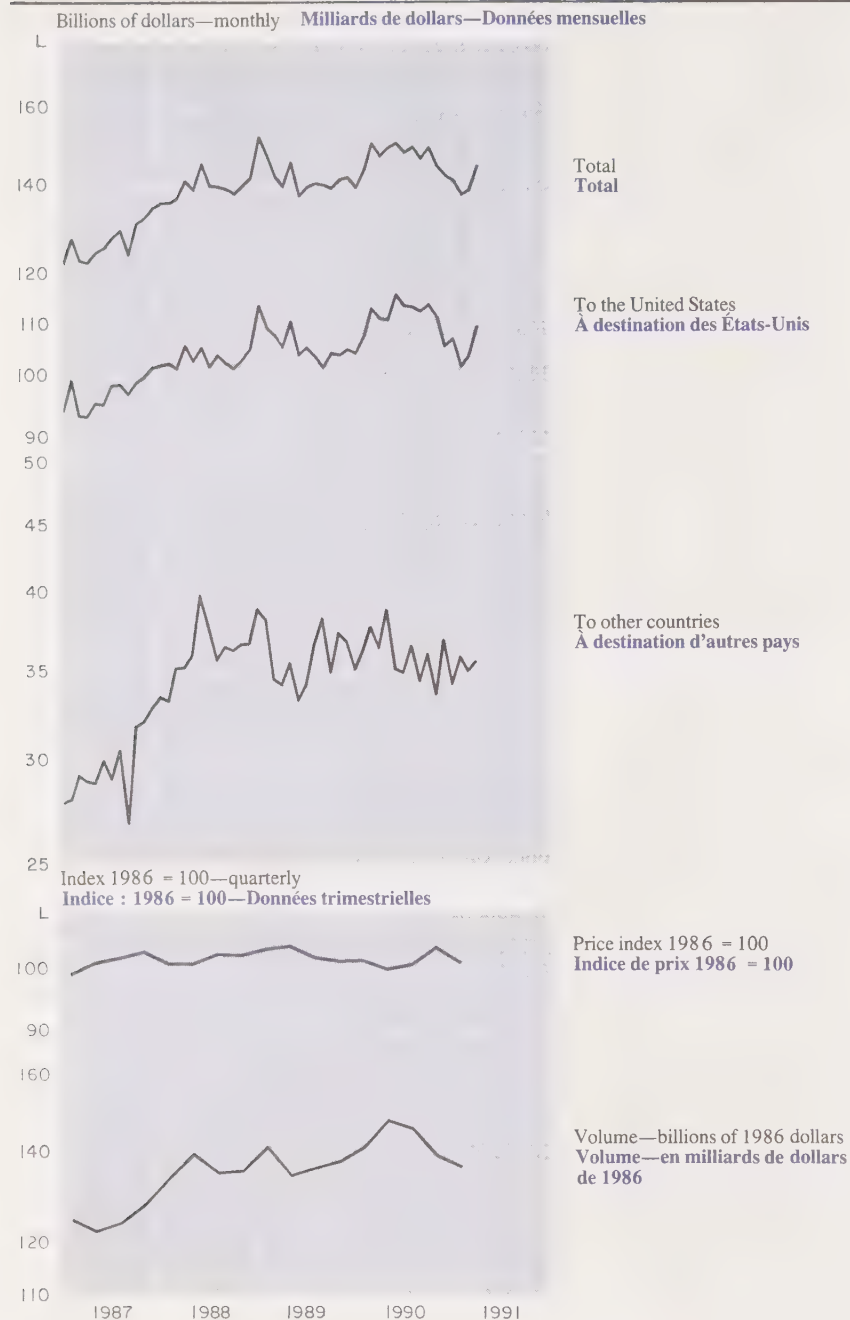 Billions of dollars—monthly Milliards de dollars—Données mensuelles
L
160
140
120
110
100
90
50
45
40
35
30
25
Total
Total
To the United States
À destination des États-Unis
To other countries
À destination d'autres pays
Index 1986 = 100—quarterly
Indice : 1986 = 100—Données trimestrielles
L
100
90
160
140
120
110
Price index 1986 = 100
Indice de prix 1986 = 100
Volume—billions of 1986 dollars
Volume—en milliards de dollars
de 1986
1987 1988 1989 1990 1991